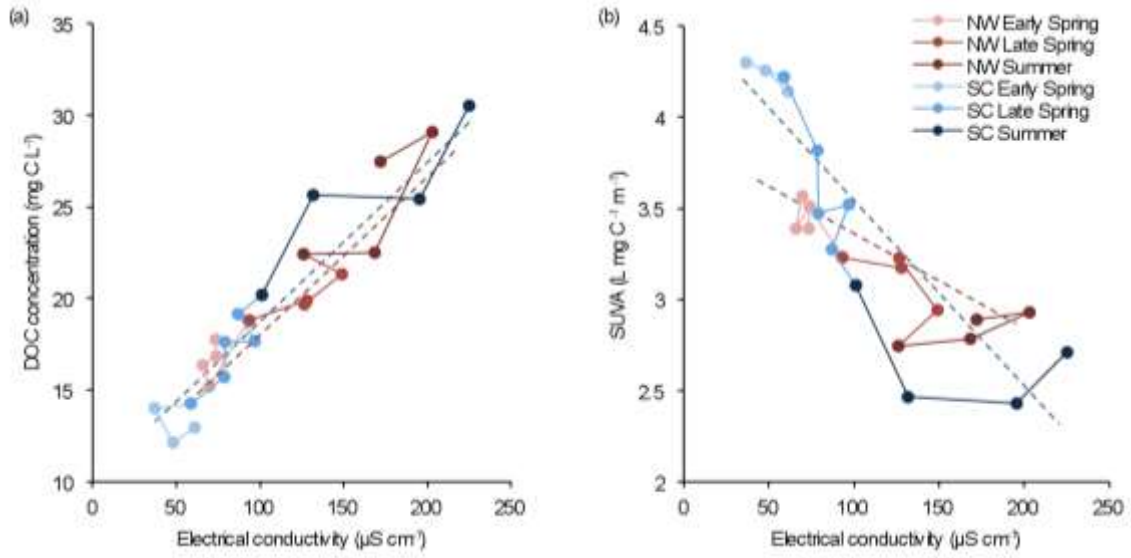 (a)
35
30
25
20
15
10
DOC concentration (mg C L⁻¹)
0
50
100
150
200
250
Electrical conductivity (µS cm⁻¹)
(b)
NW Early Spring
NW Late Spring
NW Summer
SC Early Spring
SC Late Spring
SC Summer
4.5
4
3.5
3
2.5
2
SUVA (L mg C⁻¹ m⁻¹)
0
50
100
150
200
250
Electrical conductivity (µS cm⁻¹)